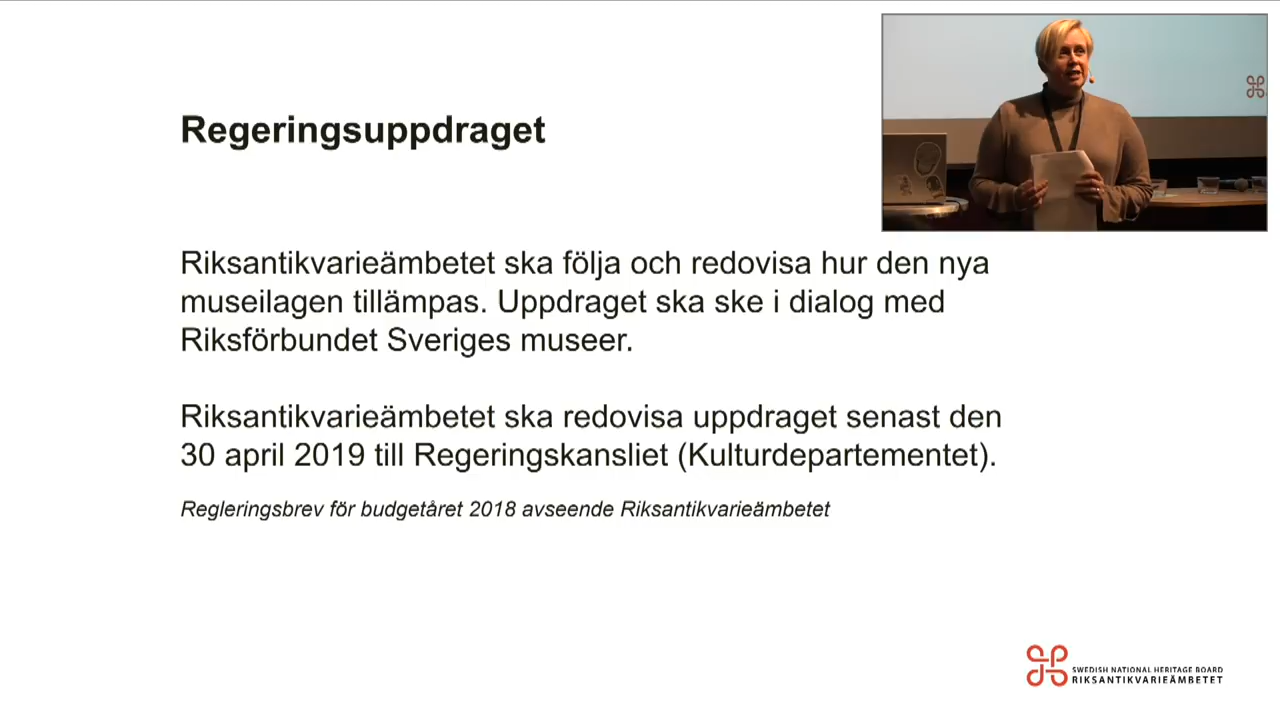 Regeringsuppdraget
Riksantikvarieämbetet ska följa och redovisa hur den nya
museilagen tillämpas. Uppdraget ska ske i dialog med
Riksförbundet Sveriges museer.
Riksantikvarieämbetet ska redovisa uppdraget senast den
30 april 2019 till Regeringskansliet (Kulturdepartementet).
Regleringsbrev för budgetåret 2018 avseende Riksantikvarieämbetet
SWEDISH NATIONAL HERITAGE BOARD
RIKSANTIKVARIEÄMBETET